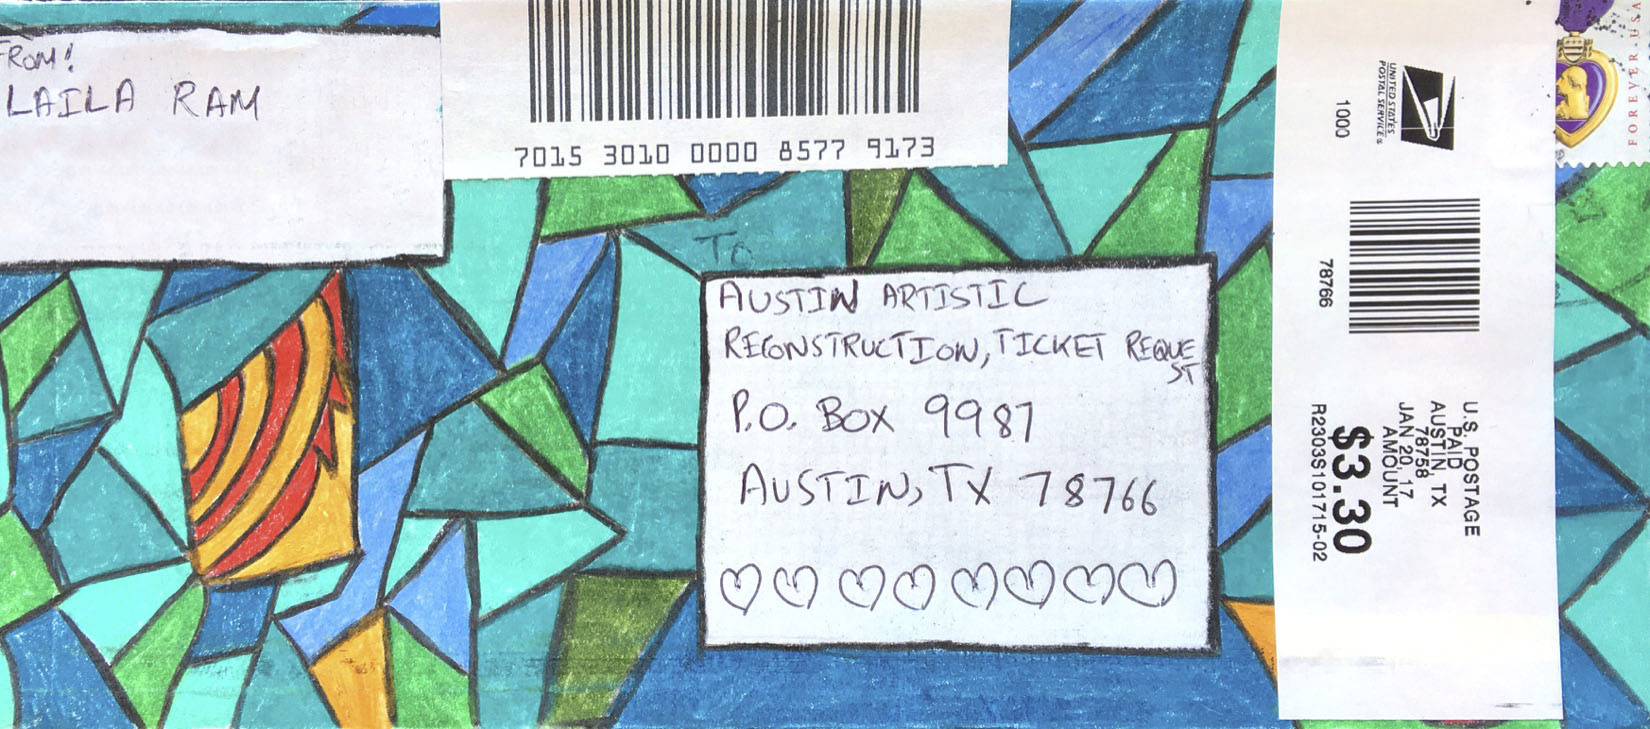 FROM!
LAILA RAM
7015 3010 0000 8577 9173
TO
AUSTIN ARTISTIC
RECONSTRUCTION, TICKET REQUE
ST
P.O. BOX 9987
AUSTIN, TX 78766
UNITED STATES
POSTAL SERVICE®
1000
78766
U.S. POSTAGE
PAID
AUSTIN, TX
78758
JAN 20, 17
AMOUNT
$3.30
R2303S101715-02
FOREVER USA